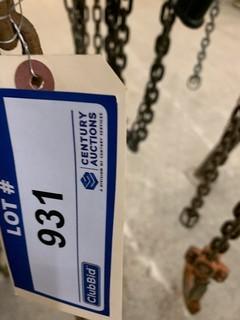 LOT #
931
CENTURY
AUCTIONS
A DIVISION OF CENTURY SERVICES
ClubBid